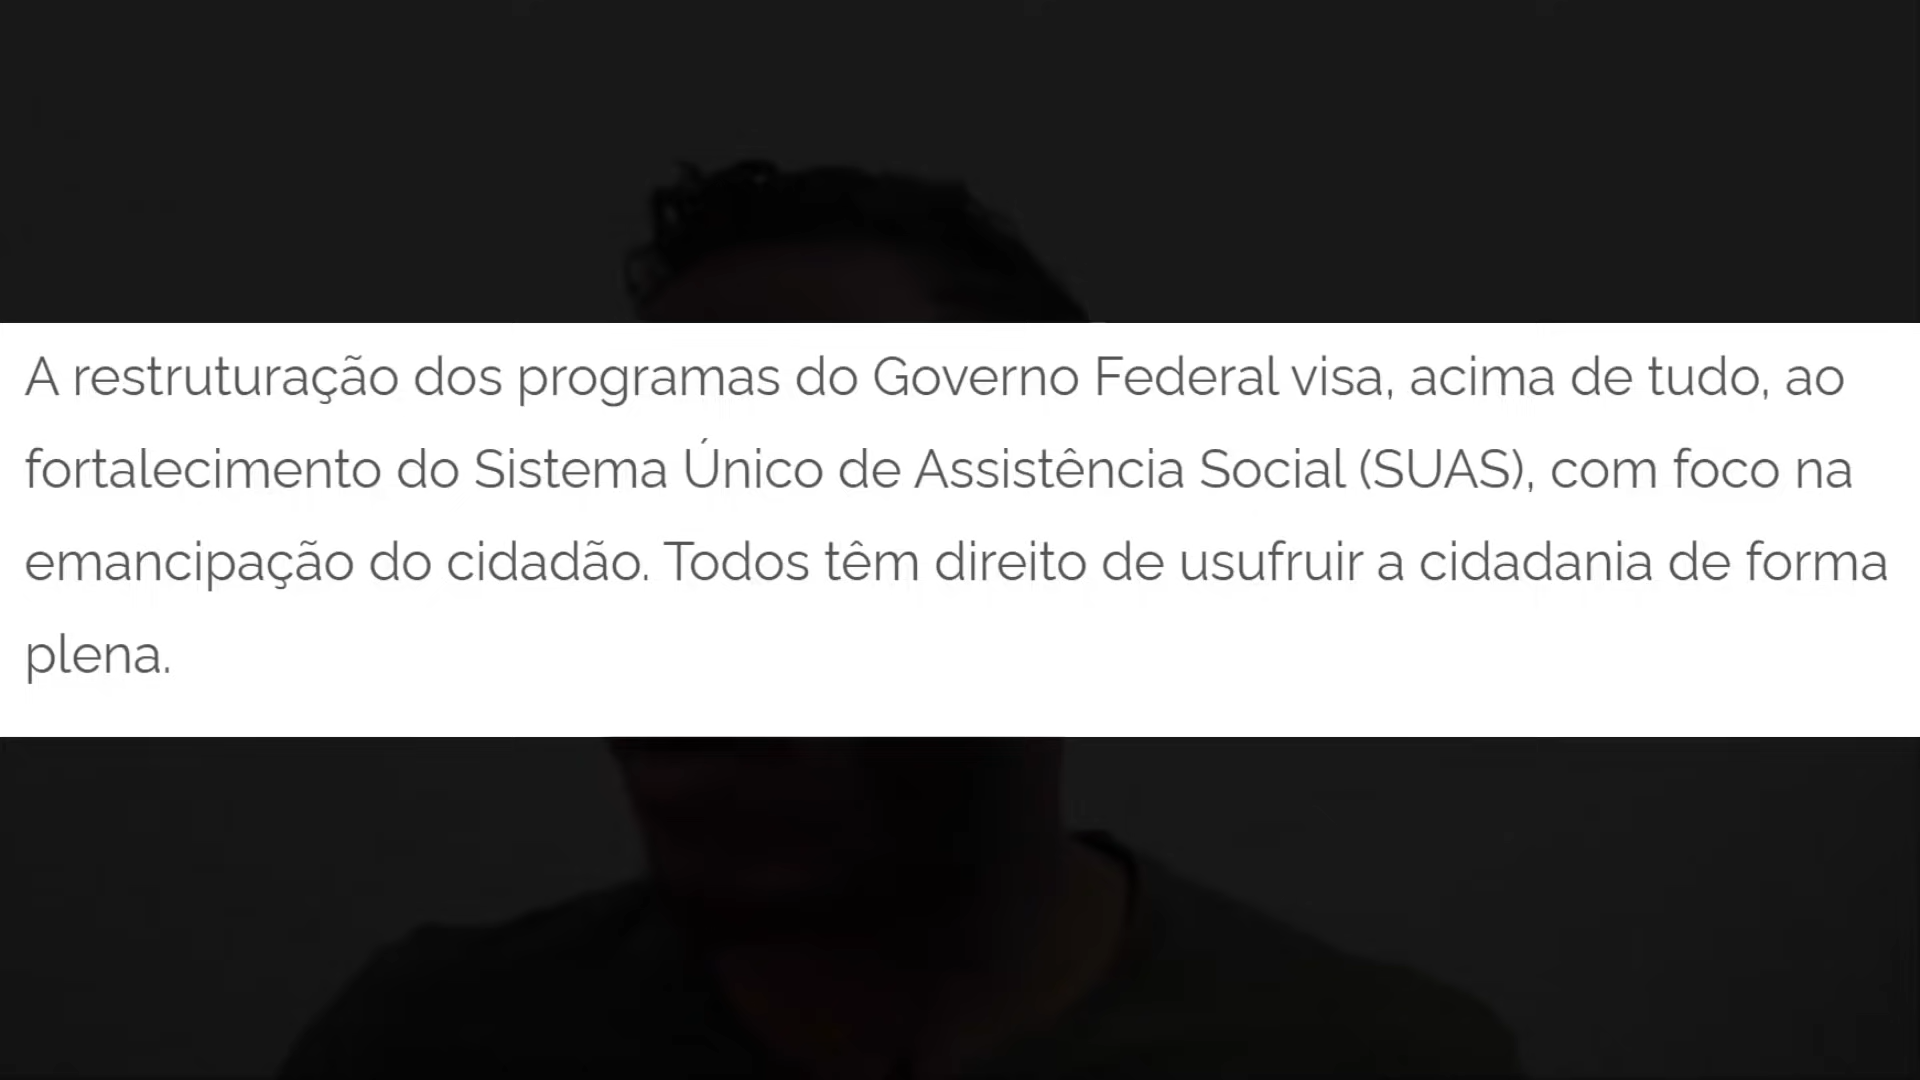 A restruturação dos programas do Governo Federal visa, acima de tudo, ao
fortalecimento do Sistema Único de Assistência Social (SUAS), com foco na
emancipação do cidadão. Todos têm direito de usufruir a cidadania de forma
plena.